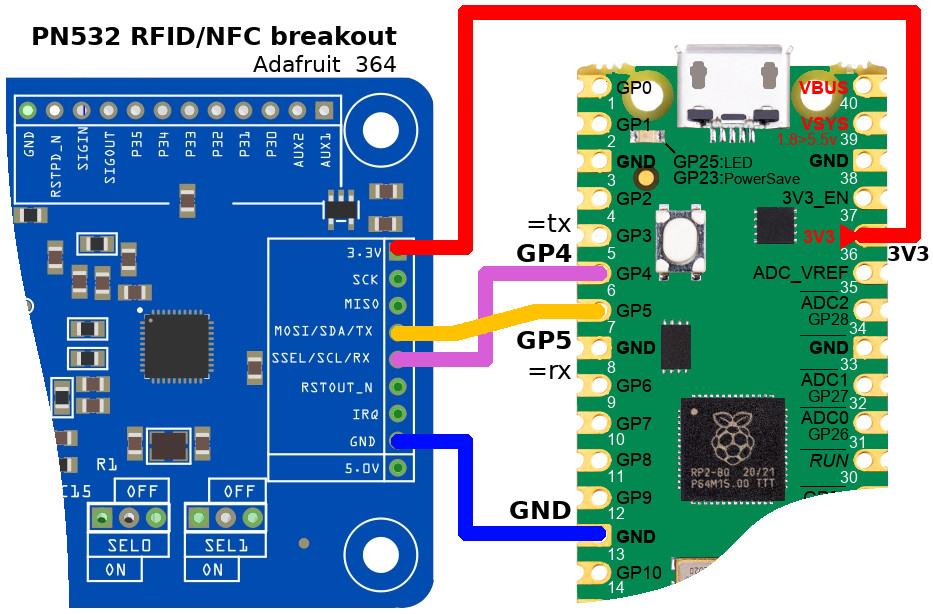 PN532 RFID/NFC breakout
Adafruit 364
GND
RSTPD_N
SIGIN
SIGOUT
P35
P34
P33
P32
P31
P30
AUX2
AUX1
3.3V
SCK
MISO
MOSI/SDA/TX
SSEL/SCL/RX
RSTOUT_N
IRQ
GND
5.0V
R1
C15
OFF
SEL0
ON
OFF
SEL1
ON
=tx
GP4
GP5
=rx
GND
3V3
GP0
1
GP1
2
GND
3
GP2
4
GP3
5
GP4
6
GP5
7
GND
8
GP6
9
GP7
10
GP8
11
GP9
12
GND
13
GP10
14
GP25:LED
GP23:PowerSave
RP2-B0 20/21
P64M15.00 TTT
VBUS
40
VSYS
1.8>5.5v
39
GND
38
3V3_EN
37
3V3
36
ADC_VREF
35
ADC2
GP28
34
GND
33
ADC1
GP27
32
ADC0
GP26
31
RUN
30